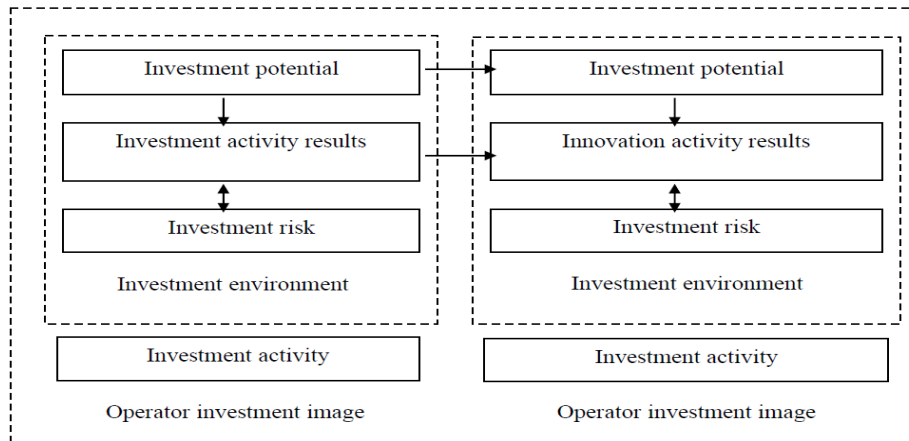 Investment potential
Investment activity results
Investment risk
Investment environment
Investment activity
Operator investment image
Investment potential
Innovation activity results
Investment risk
Investment environment
Investment activity
Operator investment image